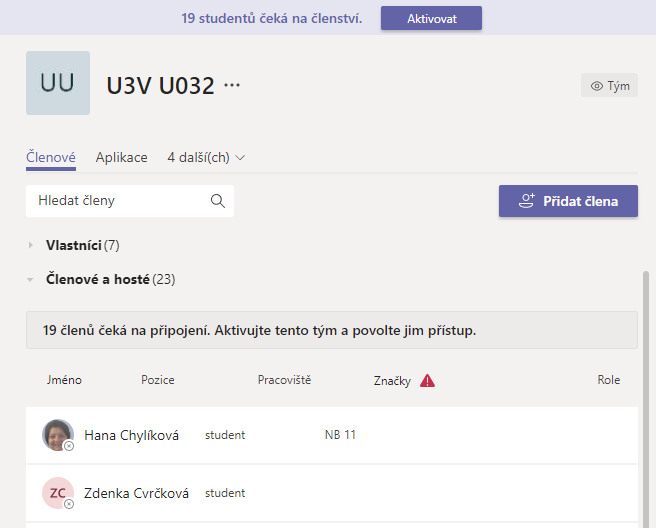 19 studentů čeká na členství. Aktivovat
UU U3V U032 ···
Tým
Členové Aplikace 4 další(ch)
Hledat členy
Přidat člena
Vlastníci (7)
Členové a hosté (23)
19 členů čeká na připojení. Aktivujte tento tým a povolte jim přístup.
Jméno Pozice Pracoviště Značky Role
Hana Chylíková student NB 11
ZC Zdenka Cvrčková student